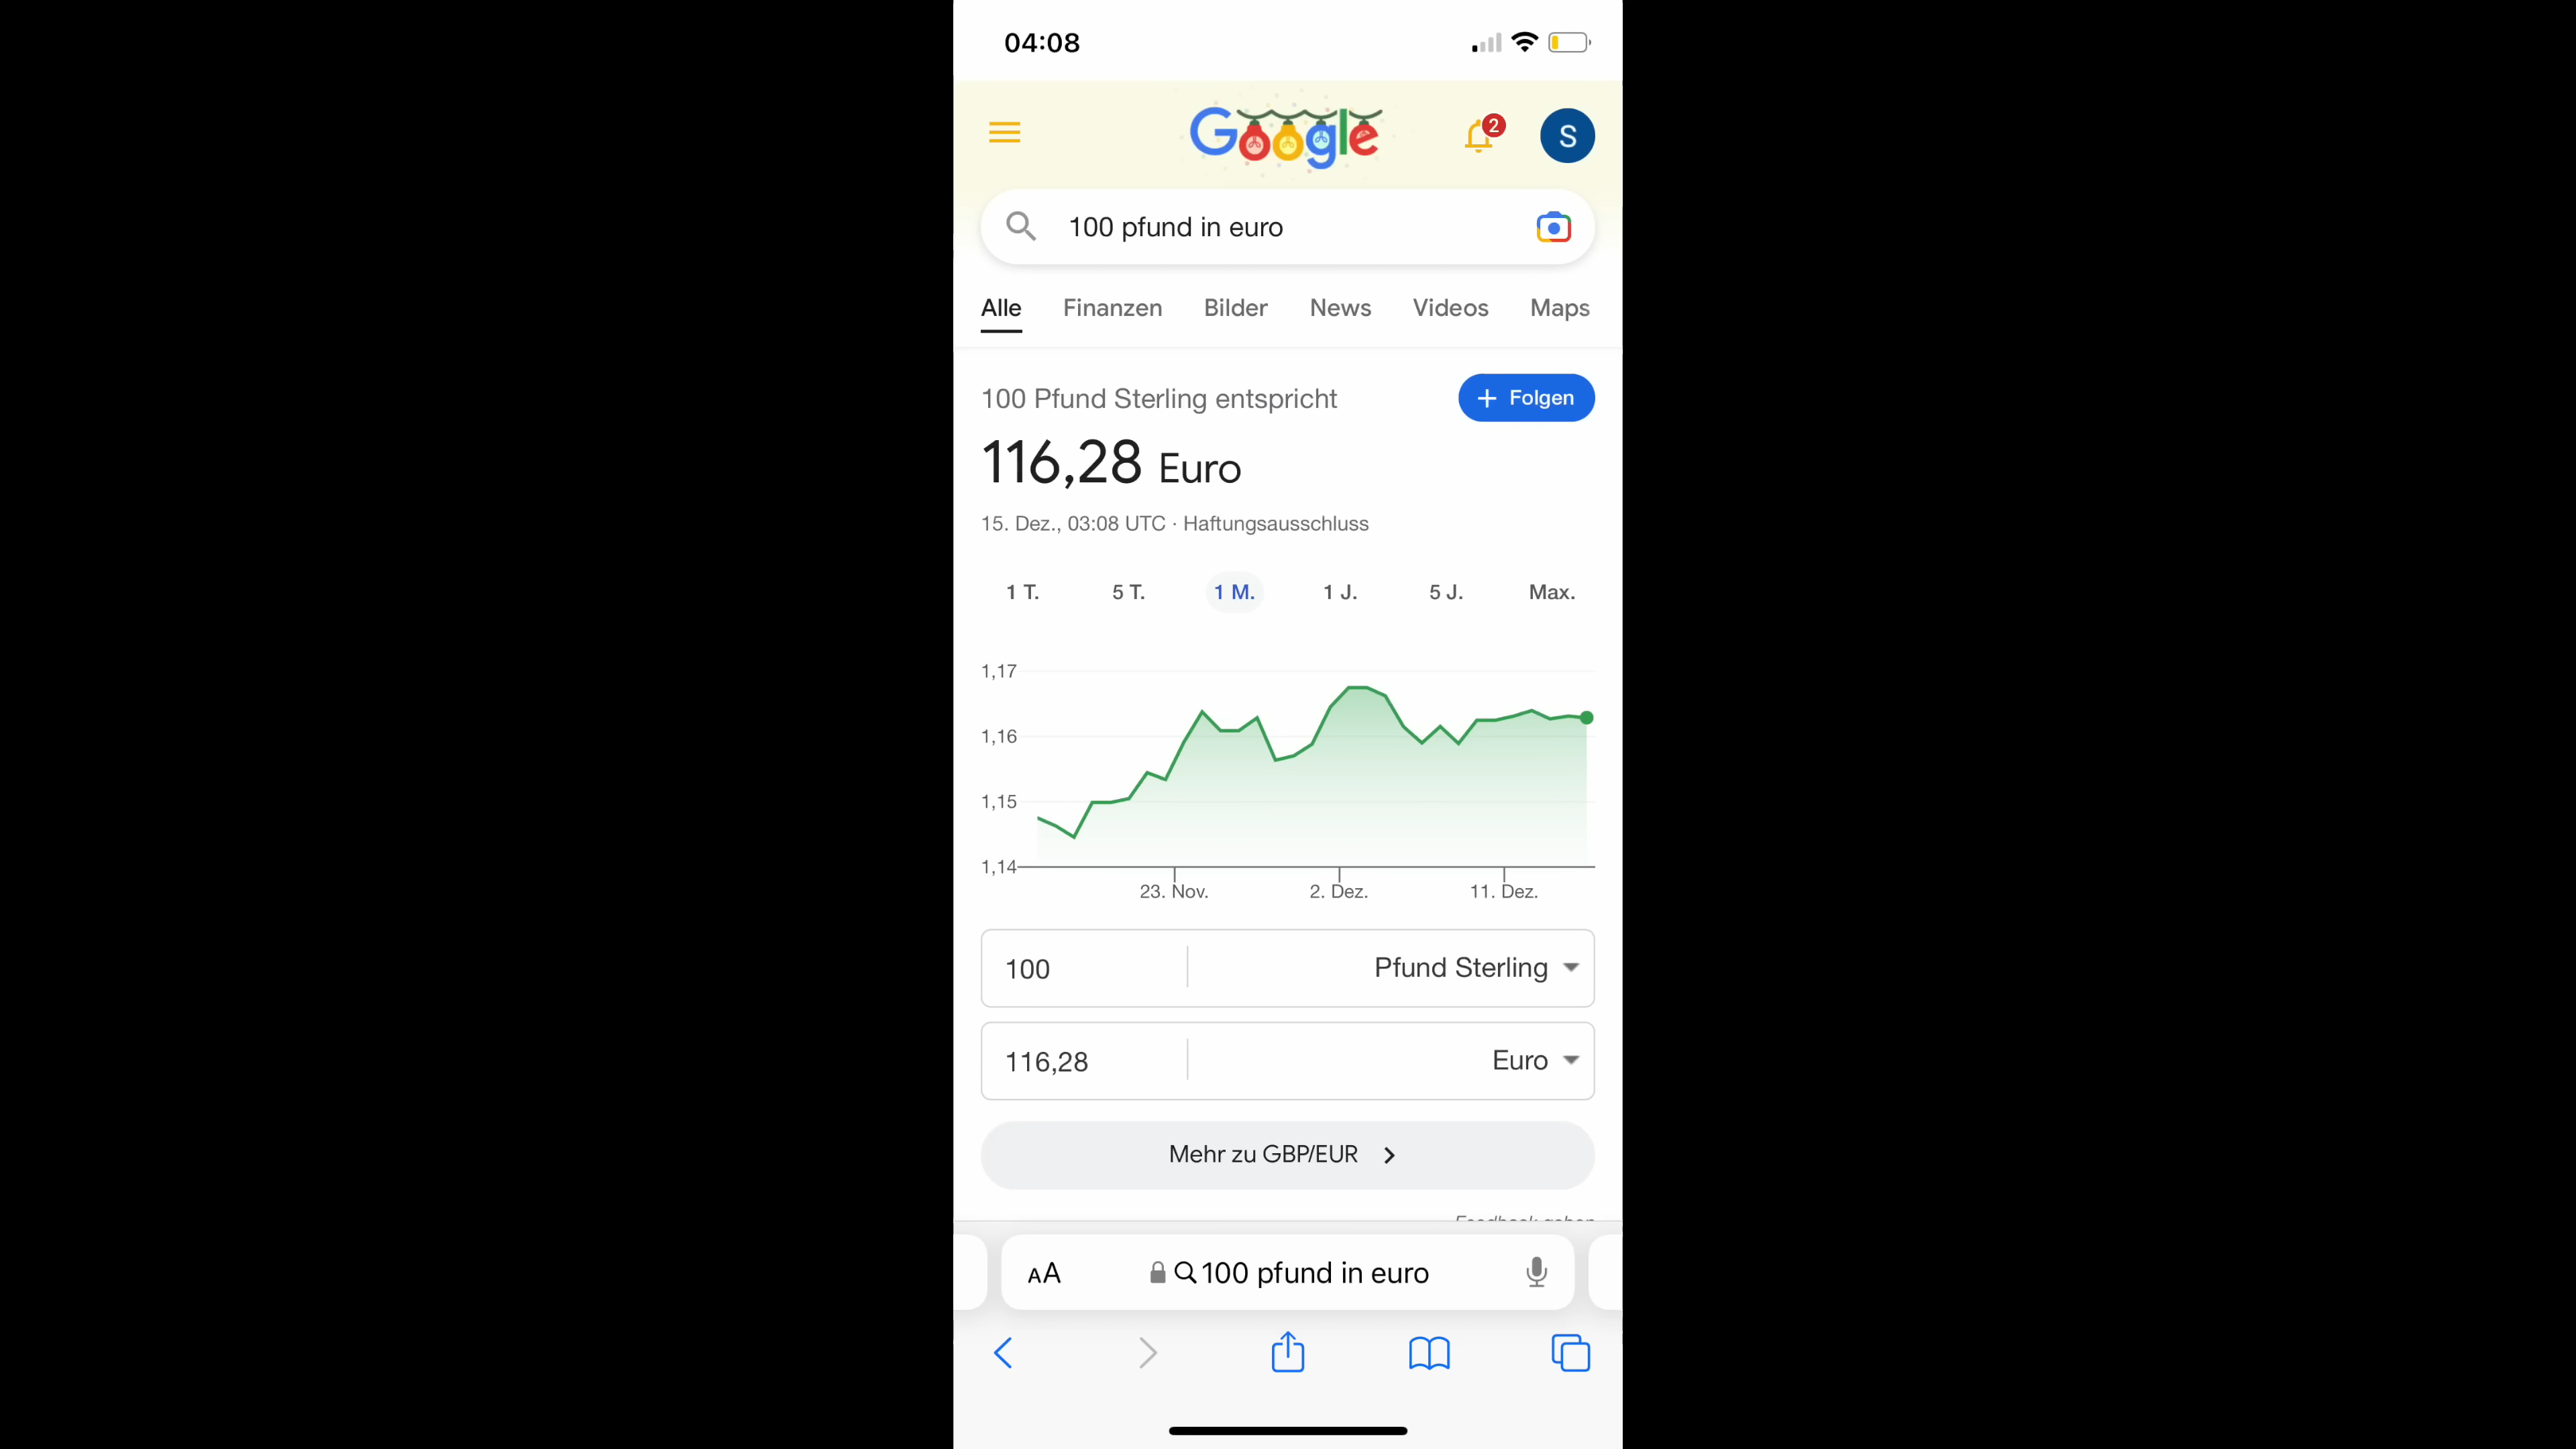 04:08
Google
2
S
100 pfund in euro
Alle Finanzen Bilder News Videos Maps
100 Pfund Sterling entspricht
+ Folgen
116,28 Euro
15. Dez., 03:08 UTC · Haftungsausschluss
1 T. 5 T. 1 M. 1 J. 5 J. Max.
1,17
1,16
1,15
1,14
23. Nov. 2. Dez. 11. Dez.
100 Pfund Sterling
116,28 Euro
Mehr zu GBP/EUR
Feedback geben
AA 100 pfund in euro